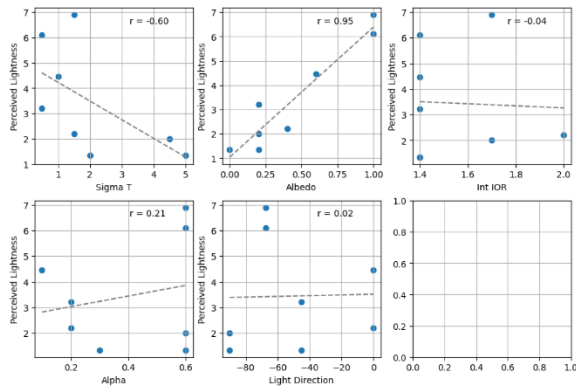 r = -0.60
r = 0.95
r = -0.04
Perceived Lightness
7
6
5
4
3
2
1
1 2 3 4 5
Sigma T
Perceived Lightness
7
6
5
4
3
2
1
0.00 0.25 0.50 0.75 1.00
Albedo
Perceived Lightness
7
6
5
4
3
2
1.4 1.6 1.8 2.0
Int IOR
r = 0.21
r = 0.02
Perceived Lightness
7
6
5
4
3
2
0.2 0.4 0.6
Alpha
Perceived Lightness
7
6
5
4
3
2
−80 −60 −40 −20 0
Light Direction
1.0
0.8
0.6
0.4
0.2
0.0
0.0 0.2 0.4 0.6 0.8 1.0